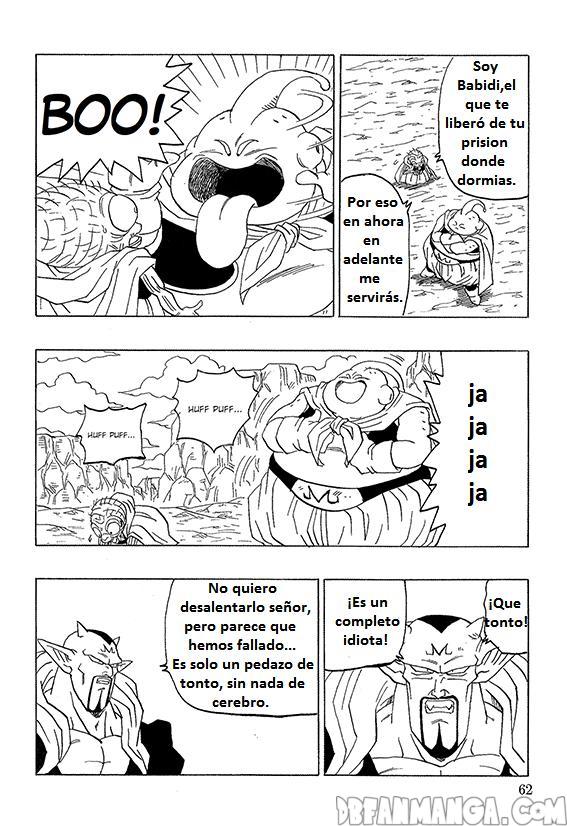 BOO!
Soy
Babidi,el
que te
liberó de tu
prision
donde
dormias.
Por eso
en ahora
en
adelante
me
servirás.
HUFF PUFF...
HUFF PUFF...
ja
ja
ja
ja
No quiero
desalentarlo señor,
pero parece que
hemos fallado...
Es solo un pedazo de
tonto, sin nada de
cerebro.
¡Es un
completo
idiota!
¡Que
tonto!
62
DBFANMANGA.COM